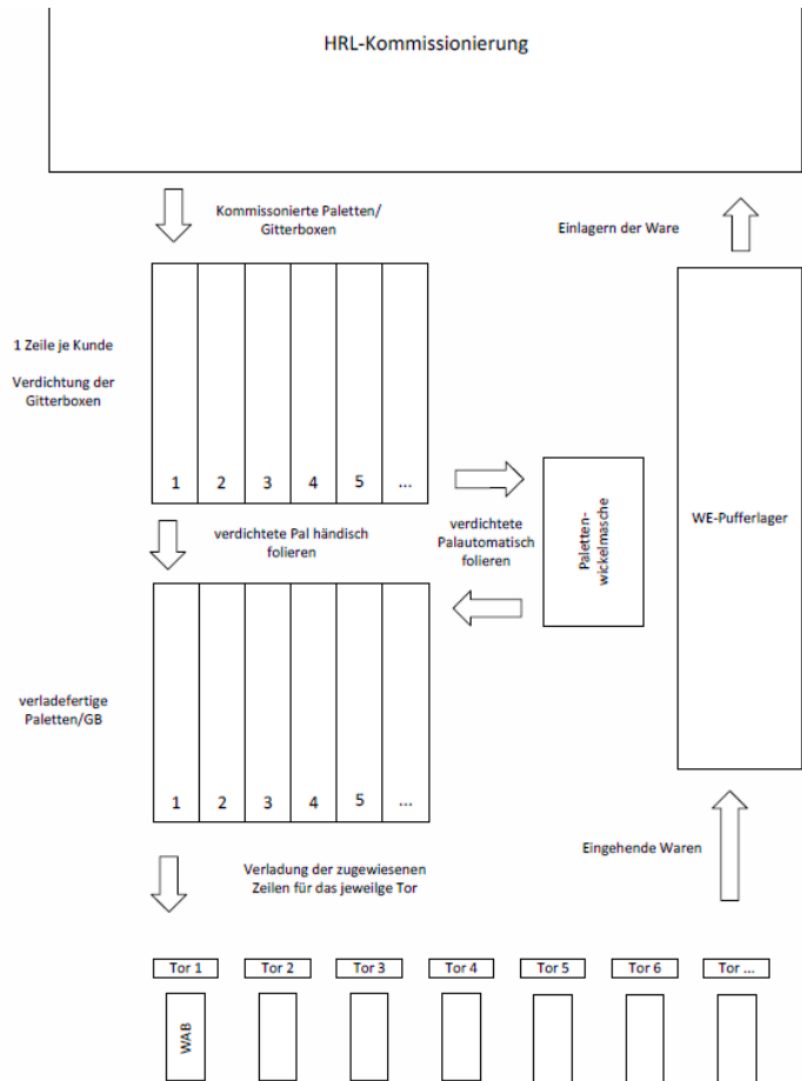 HRL-Kommissionierung
Kommissonierte Paletten/
Gitterboxen
Einlagern der Ware
1 Zeile je Kunde
Verdichtung der
Gitterboxen
1 2 3 4 5 ...
verdichtete Pal händisch
folieren
verdichtete
Palautomatisch
folieren
Paletten-
wickelmasche
WE-Pufferlager
verladefertige
Paletten/GB
1 2 3 4 5 ...
Verladung der zugewiesenen
Zeilen für das jeweilge Tor
Eingehende Waren
Tor 1 Tor 2 Tor 3 Tor 4 Tor 5 Tor 6 Tor ...
WAB